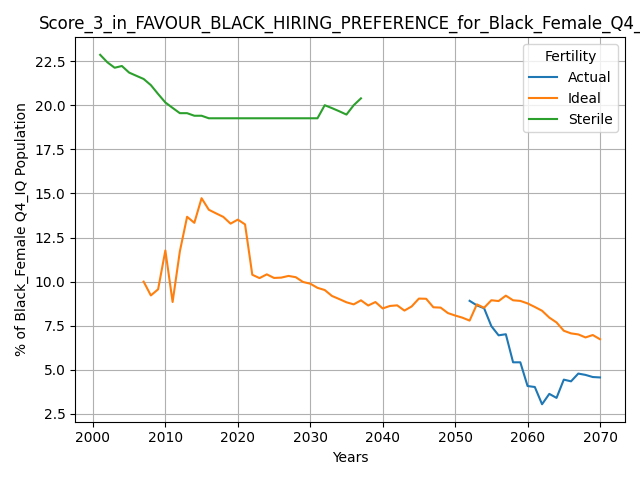 Score_3_in_FAVOUR_BLACK_HIRING_PREFERENCE_for_Black_Female_Q4_
Fertility
Actual
Ideal
Sterile
% of Black_Female Q4_IQ Population
22.5
20.0
17.5
15.0
12.5
10.0
7.5
5.0
2.5
2000 2010 2020 2030 2040 2050 2060 2070
Years